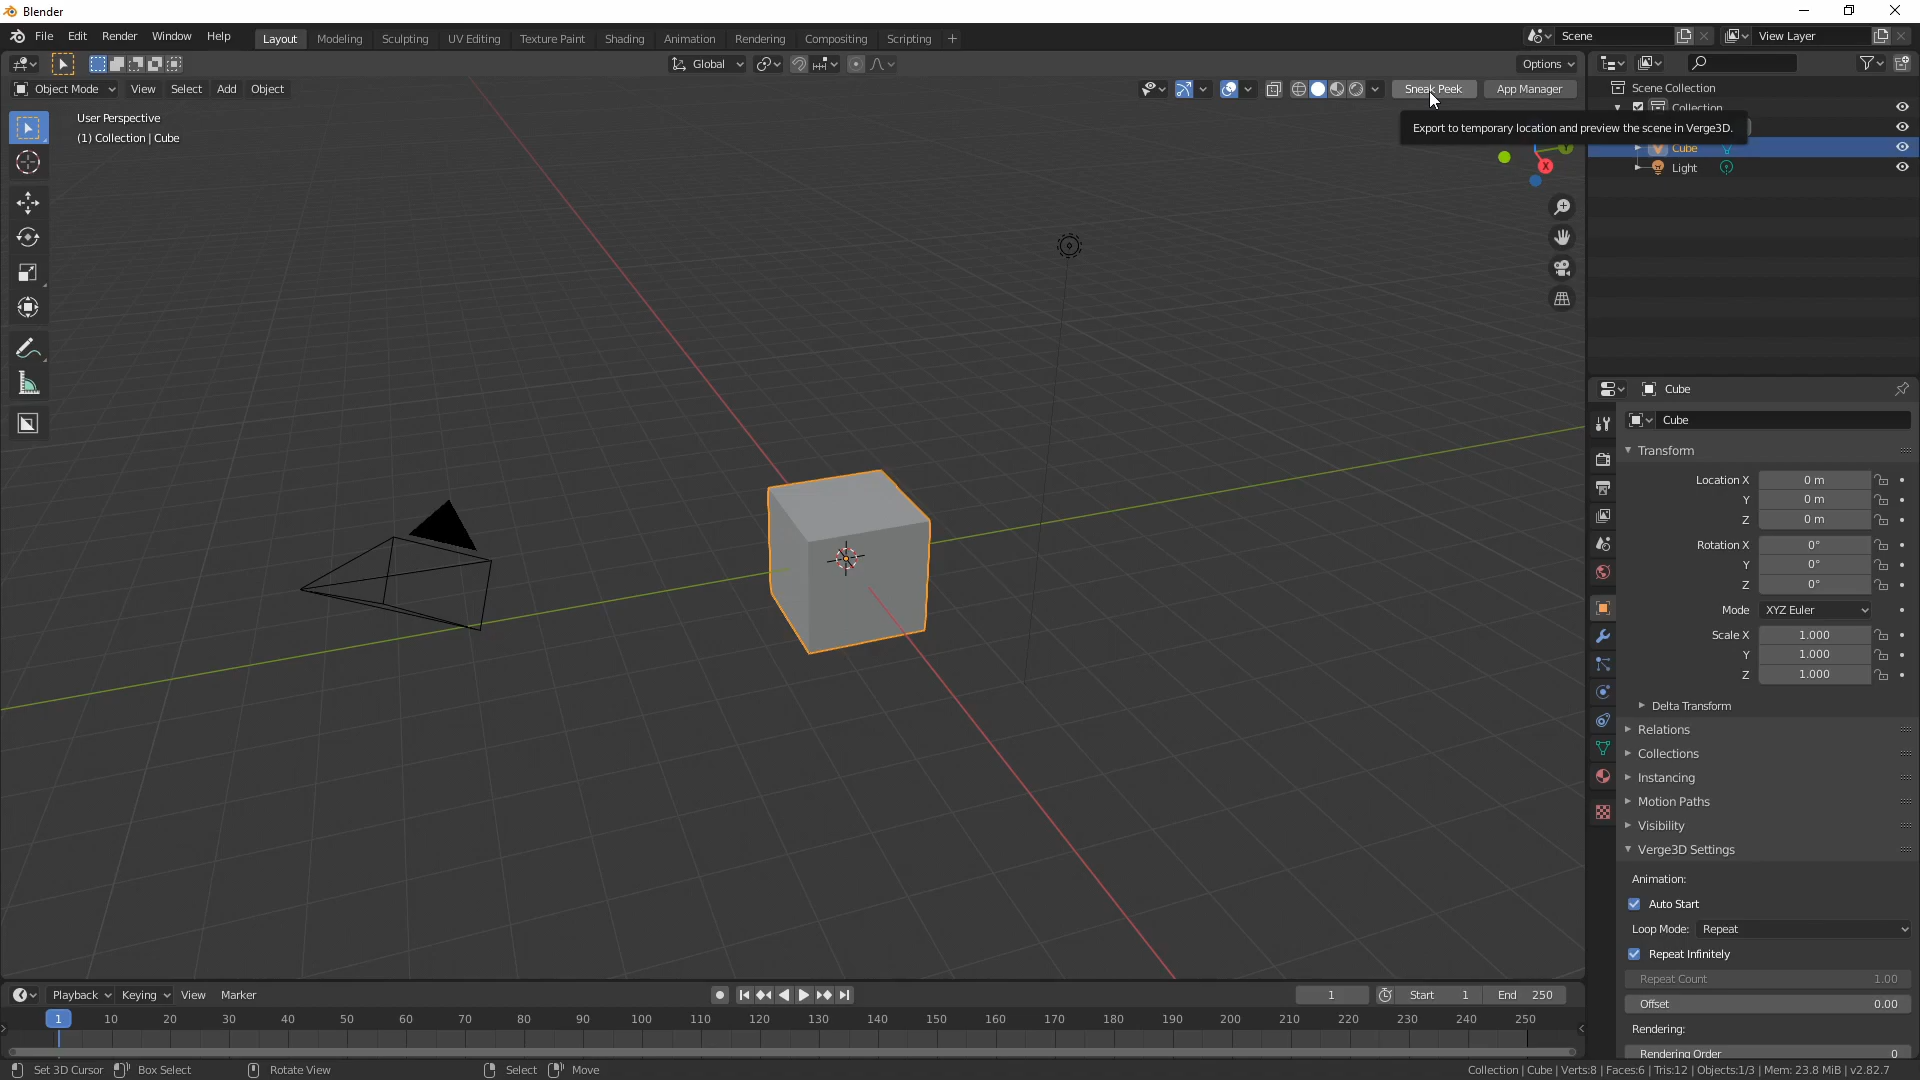 Blender
File Edit Render Window Help Layout Modeling Sculpting UV Editing Texture Paint Shading Animation Rendering Compositing Scripting + Scene View Layer
Global Options
Object Mode View Select Add Object Sneak Peek App Manager
Scene Collection
Collection
User Perspective
(1) Collection | Cube
Export to temporary location and preview the scene in Verge3D.
X
Cube
Light
Cube
Cube
Transform
Location X 0 m
Y 0 m
Z 0 m
Rotation X 0°
Y 0°
Z 0°
Mode XYZ Euler
Scale X 1.000
Y 1.000
Z 1.000
Delta Transform
Relations
Collections
Instancing
Motion Paths
Visibility
Verge3D Settings
Animation:
Auto Start
Loop Mode: Repeat
Repeat Infinitely
Repeat Count 1.00
Offset 0.00
Rendering:
Rendering Order 0
Playback Keying View Marker 1 Start 1 End 250
1 10 20 30 40 50 60 70 80 90 100 110 120 130 140 150 160 170 180 190 200 210 220 230 240 250
Set 3D Cursor Box Select Rotate View Select Move Collection | Cube | Verts:8 | Faces:6 | Tris:12 | Objects:1/3 | Mem: 23.8 MiB | v2.82.7